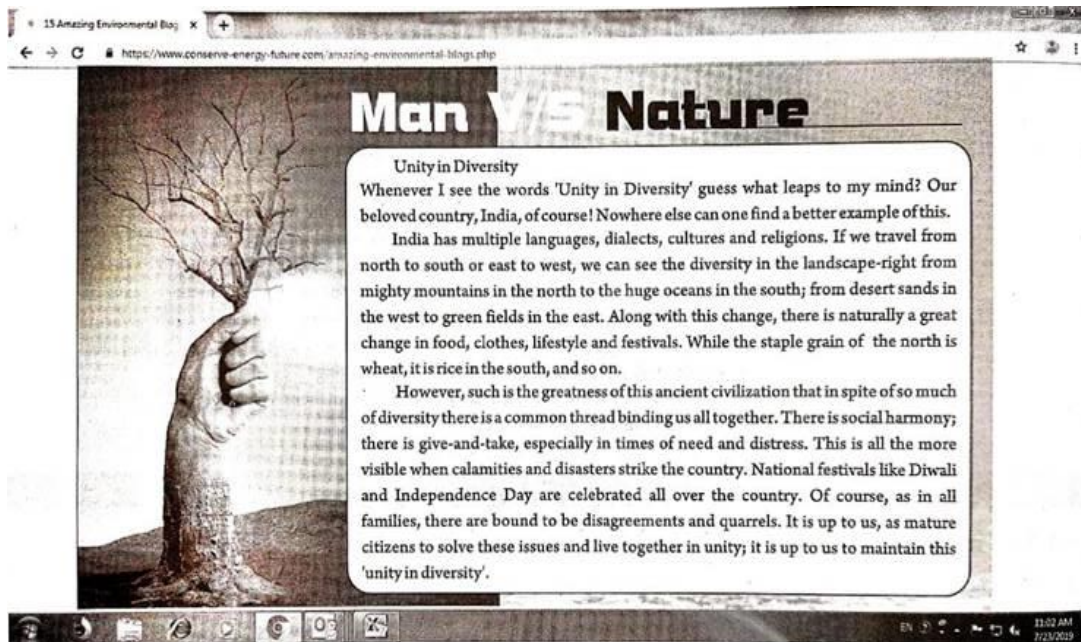 15 Amazing Environmental Blog
https://www.conserve-energy-future.com/amazing-environmental-blogs.php
Man V/S Nature
Unity in Diversity
Whenever I see the words 'Unity in Diversity' guess what leaps to my mind? Our
beloved country, India, of course! Nowhere else can one find a better example of this.
India has multiple languages, dialects, cultures and religions. If we travel from
north to south or east to west, we can see the diversity in the landscape-right from
mighty mountains in the north to the huge oceans in the south; from desert sands in
the west to green fields in the east. Along with this change, there is naturally a great
change in food, clothes, lifestyle and festivals. While the staple grain of the north is
wheat, it is rice in the south, and so on.
However, such is the greatness of this ancient civilization that in spite of so much
of diversity there is a common thread binding us all together. There is social harmony;
there is give-and-take, especially in times of need and distress. This is all the more
visible when calamities and disasters strike the country. National festivals like Diwali
and Independence Day are celebrated all over the country. Of course, as in all
families, there are bound to be disagreements and quarrels. It is up to us, as mature
citizens to solve these issues and live together in unity; it is up to us to maintain this
'unity in diversity'.
EN
11:02 AM
7/23/2019